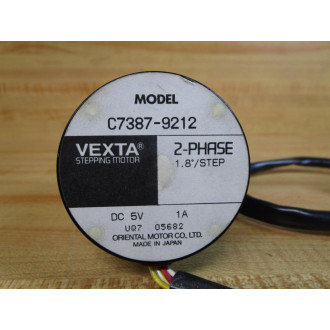 MODEL
C7387-9212
VEXTA®
STEPPING MOTOR
2-PHASE
1.8°/STEP
DC 5V 1A
U97 05682
ORIENTAL MOTOR CO., LTD.
MADE IN JAPAN